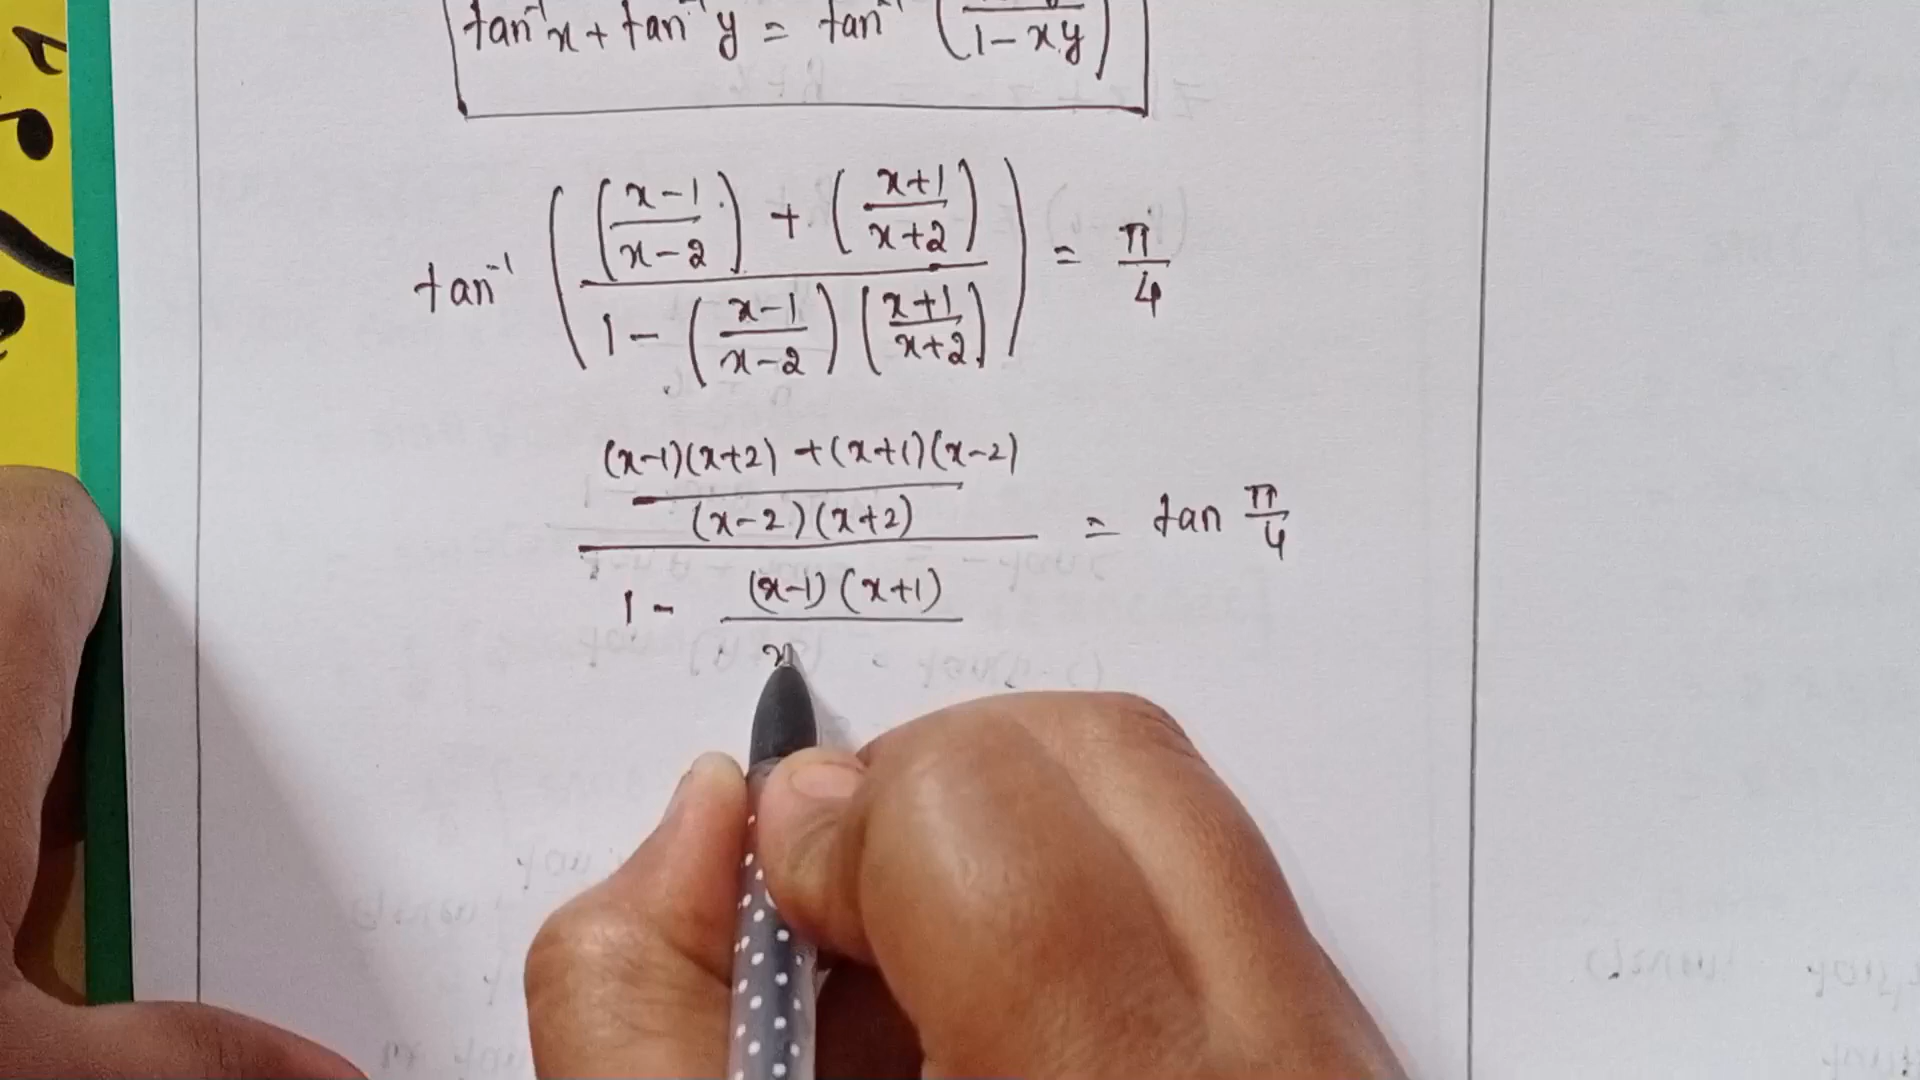 tan⁻¹x + tan⁻¹y = tan⁻¹ ( / 1 - xy)
tan⁻¹ ( ((x-1)/(x-2)) + ((x+1)/(x+2)) / 1 - ((x-1)/(x-2)) ((x+1)/(x+2)) ) = π/4
(x-1)(x+2) + (x+1)(x-2)
(x-2)(x+2)
= tan π/4
1 - (x-1)(x+1)
x